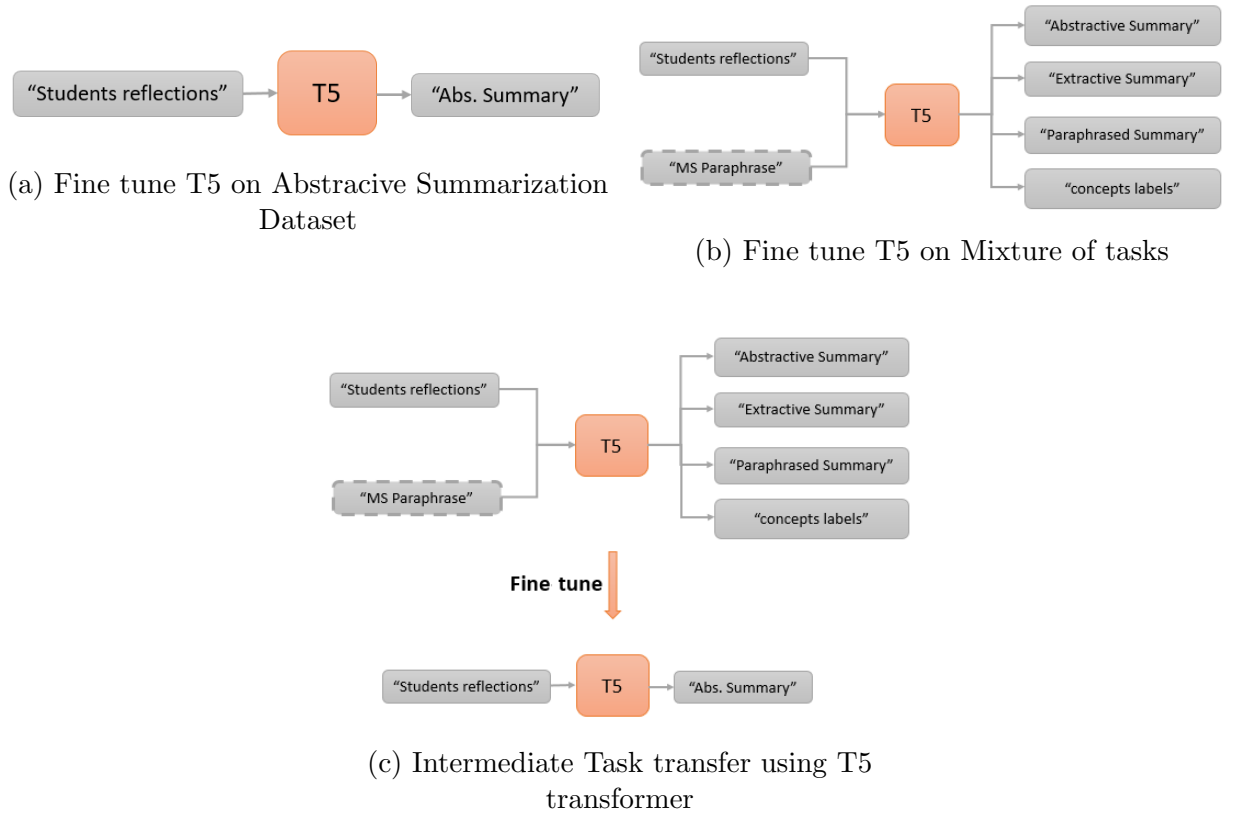 “Students reflections”
T5
“Abs. Summary”
(a) Fine tune T5 on Abstracive Summarization
Dataset
“Students reflections”
“MS Paraphrase”
T5
“Abstractive Summary”
“Extractive Summary”
“Paraphrased Summary”
“concepts labels”
(b) Fine tune T5 on Mixture of tasks
“Students reflections”
“MS Paraphrase”
T5
“Abstractive Summary”
“Extractive Summary”
“Paraphrased Summary”
“concepts labels”
Fine tune
“Students reflections”
T5
“Abs. Summary”
(c) Intermediate Task transfer using T5
transformer